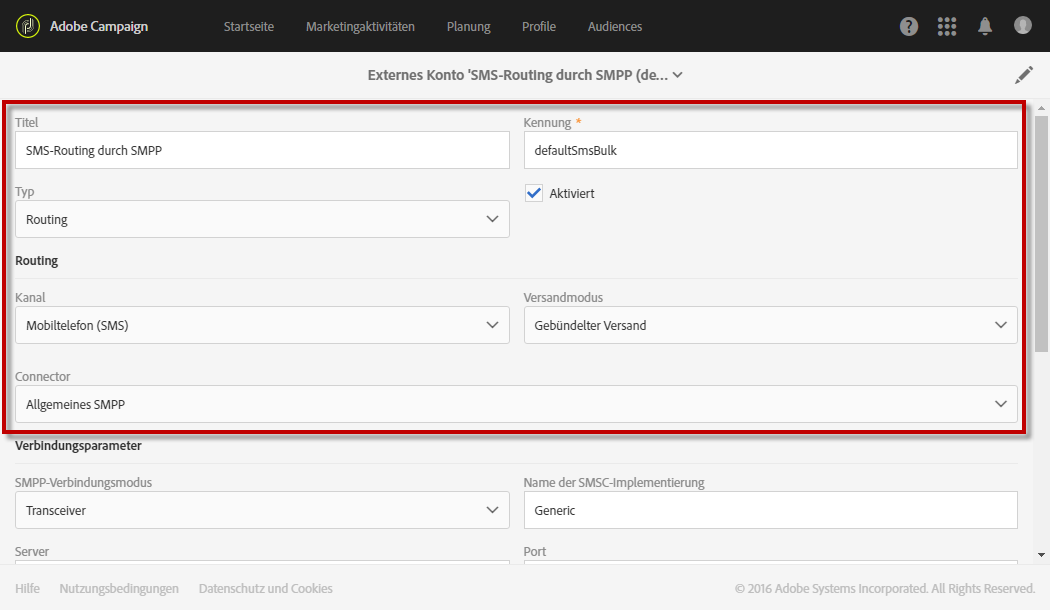 Adobe Campaign Startseite Marketingaktivitäten Planung Profile Audiences
Externes Konto 'SMS-Routing durch SMPP (de...
Titel Kennung *
SMS-Routing durch SMPP defaultSmsBulk
Typ
Aktiviert
Routing
Routing
Kanal Versandmodus
Mobiltelefon (SMS) Gebündelter Versand
Connector
Allgemeines SMPP
Verbindungsparameter
SMPP-Verbindungsmodus Name der SMSC-Implementierung
Transceiver Generic
Server Port
Hilfe Nutzungsbedingungen Datenschutz und Cookies © 2016 Adobe Systems Incorporated. All Rights Reserved.